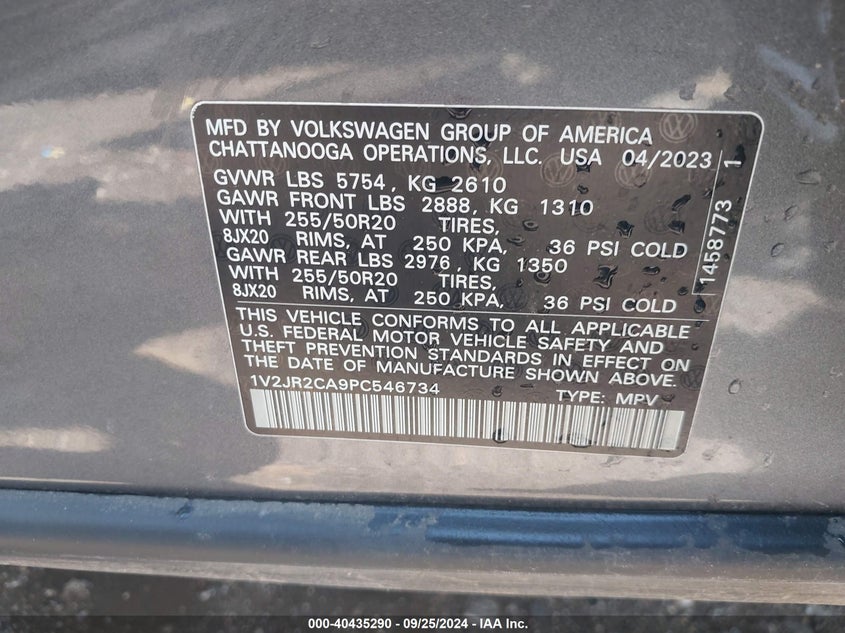 MFD BY VOLKSWAGEN GROUP OF AMERICA
CHATTANOOGA OPERATIONS, LLC. USA 04/2023
GVWR LBS 5754, KG 2610
GAWR FRONT LBS 2888, KG 1310
WITH 255/50R20 TIRES,
8JX20 RIMS, AT 250 KPA, 36 PSI COLD
GAWR REAR LBS 2976, KG 1350
WITH 255/50R20 TIRES,
8JX20 RIMS, AT 250 KPA, 36 PSI COLD
THIS VEHICLE CONFORMS TO ALL APPLICABLE
U.S. FEDERAL MOTOR VEHICLE SAFETY AND
THEFT PREVENTION STANDARDS IN EFFECT ON
THE DATE OF MANUFACTURE SHOWN ABOVE.
1V2JR2CA9PC546734 TYPE: MPV
1458773 1
000-40435290 - 09/25/2024 - IAA Inc.